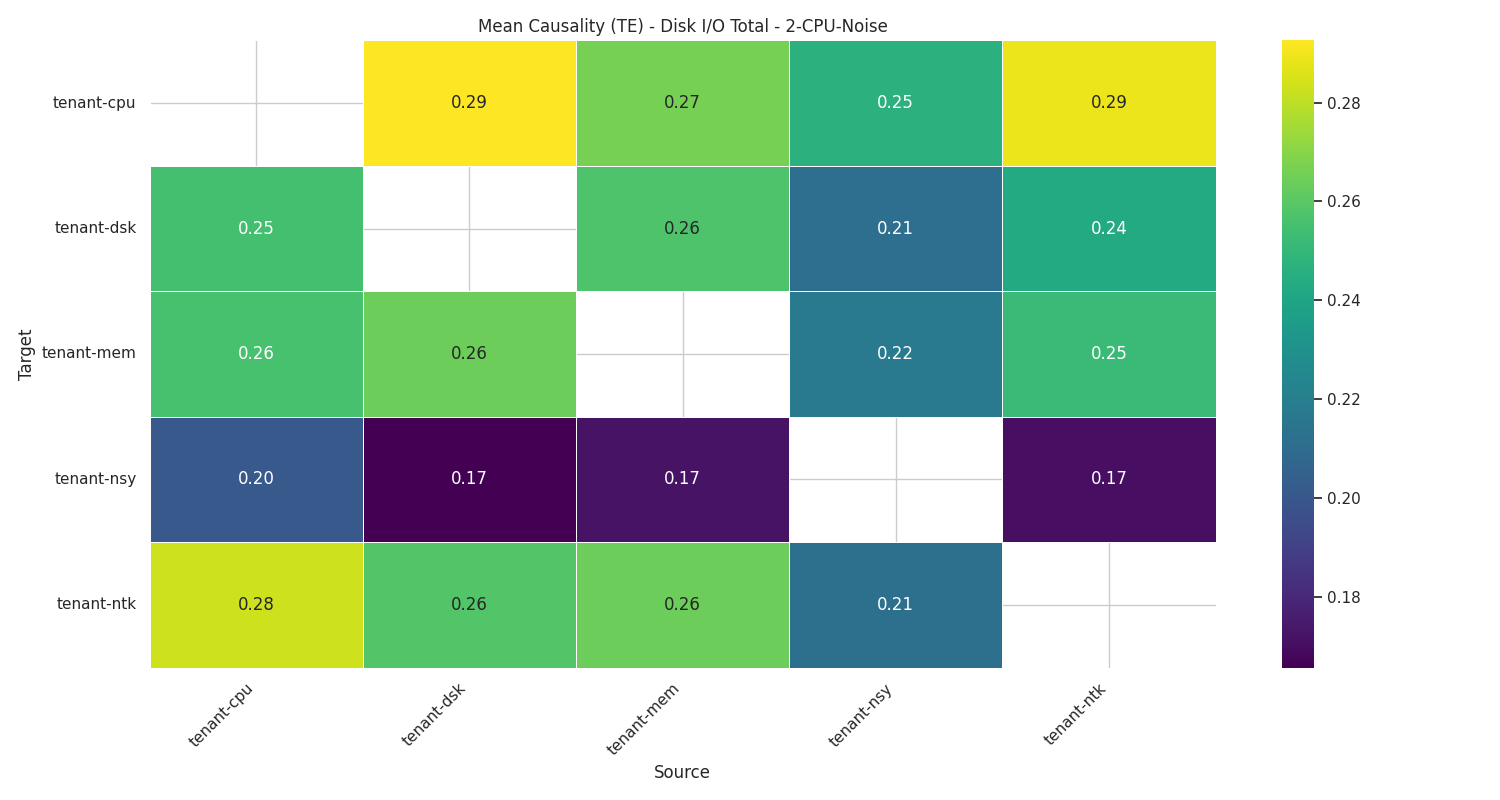 Mean Causality (TE) - Disk I/O Total - 2-CPU-Noise
tenant-cpu 0.29 0.27 0.25 0.29
tenant-dsk 0.25 0.26 0.21 0.24
tenant-mem 0.26 0.26 0.22 0.25
tenant-nsy 0.20 0.17 0.17 0.17
tenant-ntk 0.28 0.26 0.26 0.21
Target
tenant-cpu tenant-dsk tenant-mem tenant-nsy tenant-ntk
Source
0.28
0.26
0.24
0.22
0.20
0.18